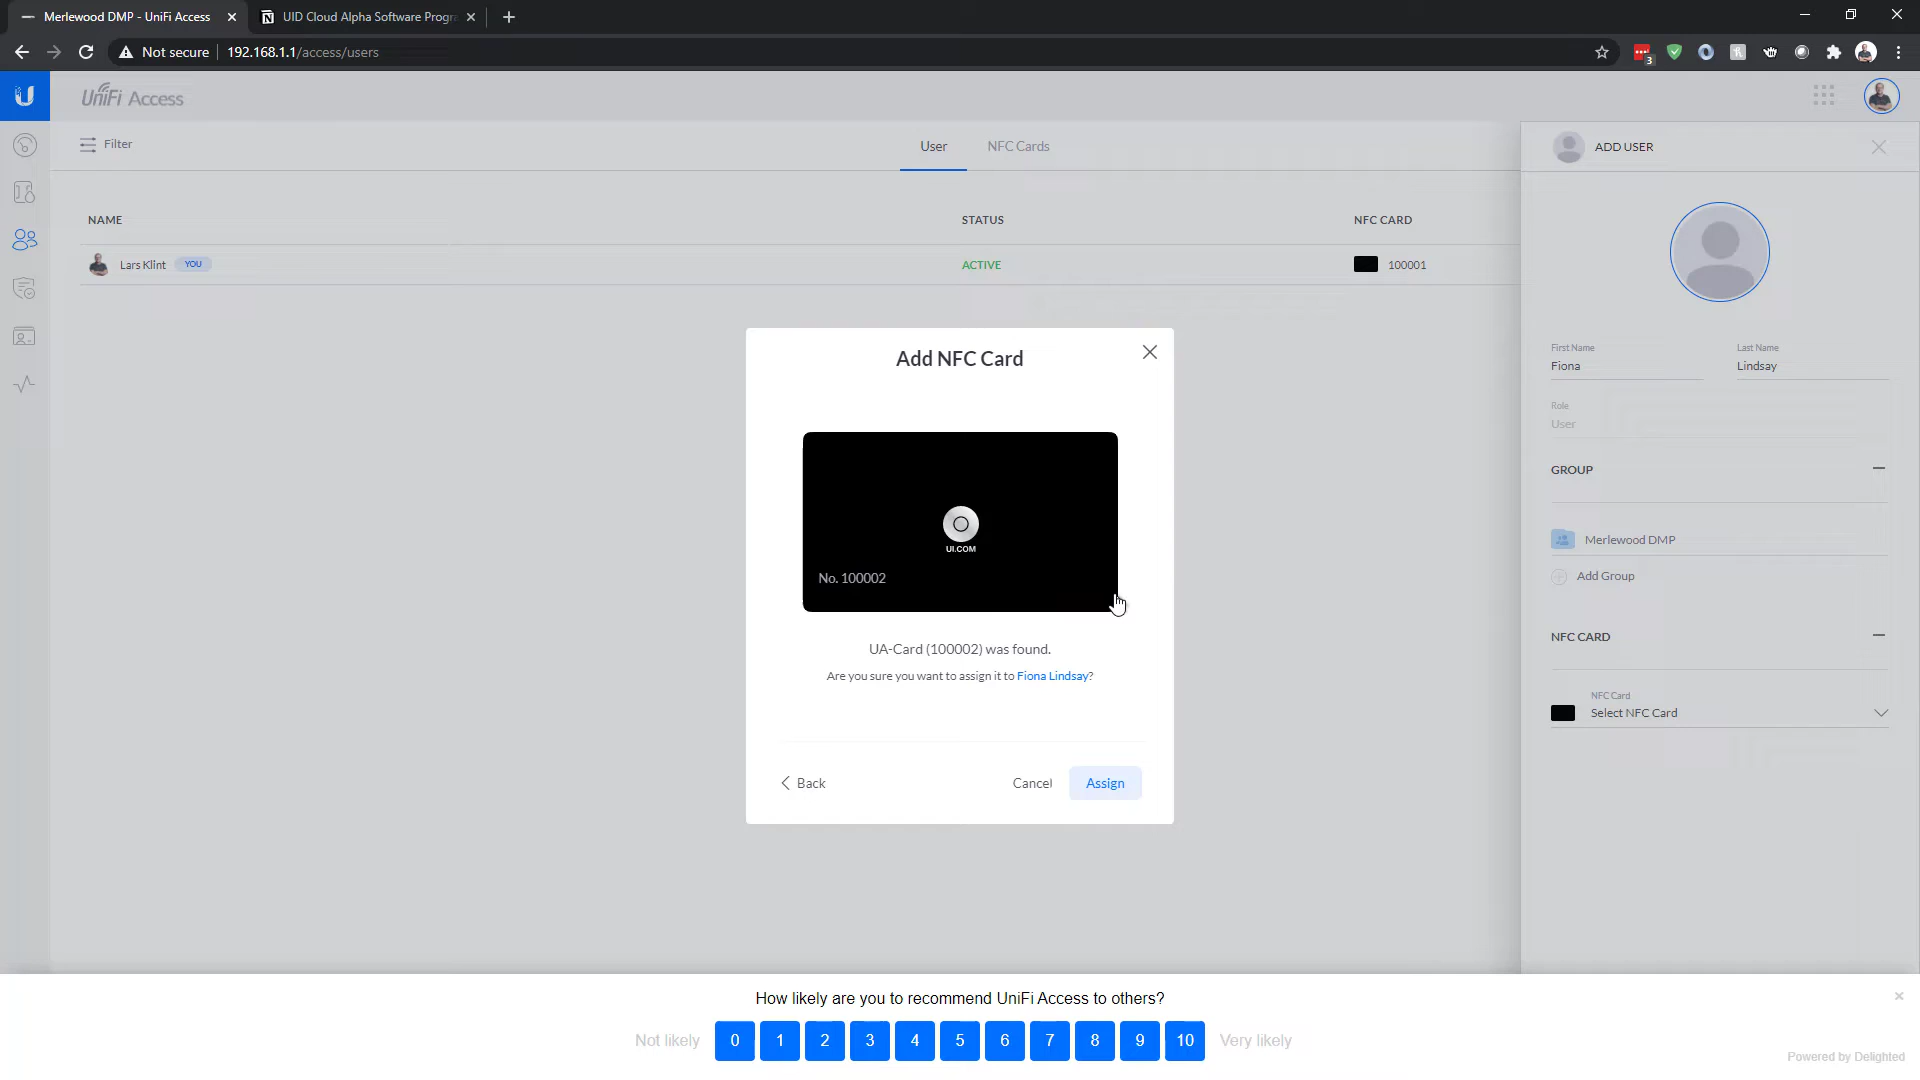 Merlewood DMP - UniFi Access
UID Cloud Alpha Software Progra
Not secure
192.168.1.1/access/users
3
UniFi Access
Filter
User
NFC Cards
ADD USER
NAME
STATUS
NFC CARD
Lars Klint
YOU
ACTIVE
100001
First Name
Fiona
Last Name
Lindsay
Role
User
GROUP
Merlewood DMP
Add Group
NFC CARD
NFC Card
Select NFC Card
Add NFC Card
UI.COM
No. 100002
UA-Card (100002) was found.
Are you sure you want to assign it to Fiona Lindsay?
Back
Cancel
Assign
How likely are you to recommend UniFi Access to others?
Not likely
0 1 2 3 4 5 6 7 8 9 10
Very likely
Powered by Delighted